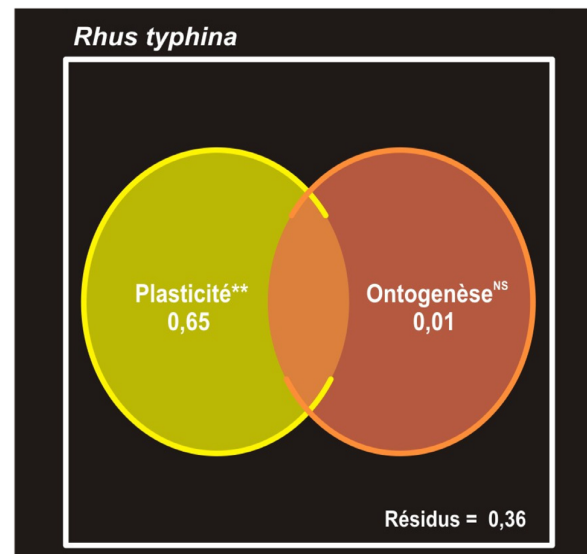 Rhus typhina
Plasticité**
0,65
Ontogenèse^NS
0,01
Résidus = 0,36